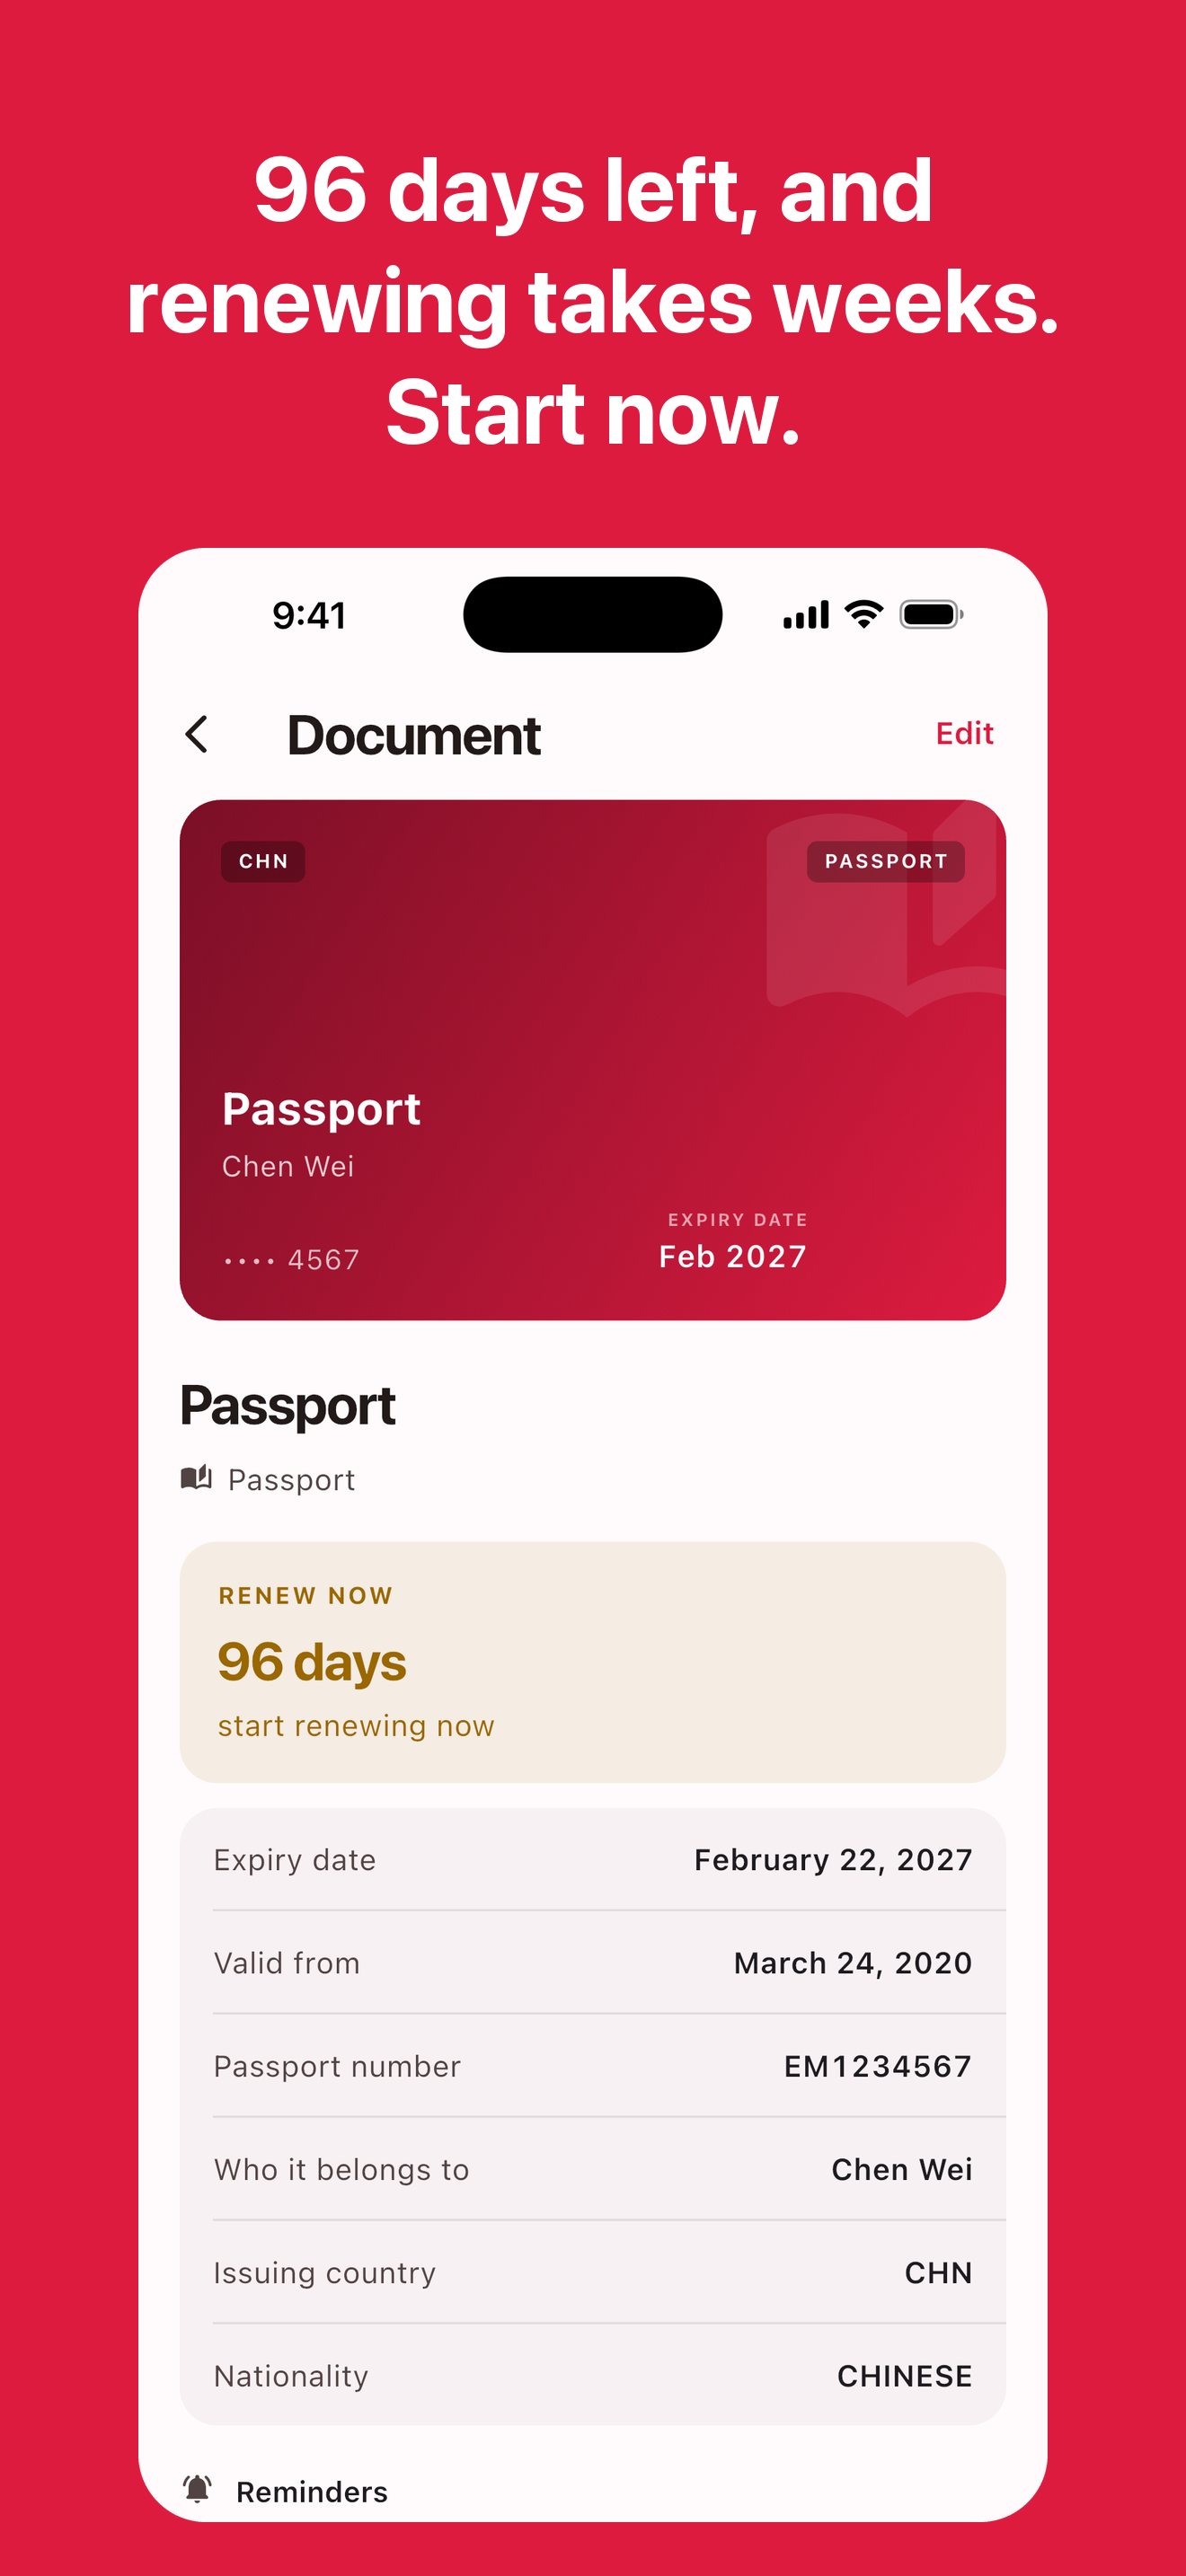 96 days left, and
renewing takes weeks.
Start now.
9:41
Document
Edit
CHN
PASSPORT
Passport
Chen Wei
EXPIRY DATE
•••• 4567
Feb 2027
Passport
Passport
RENEW NOW
96 days
start renewing now
Expiry date
February 22, 2027
Valid from
March 24, 2020
Passport number
EM1234567
Who it belongs to
Chen Wei
Issuing country
CHN
Nationality
CHINESE
Reminders